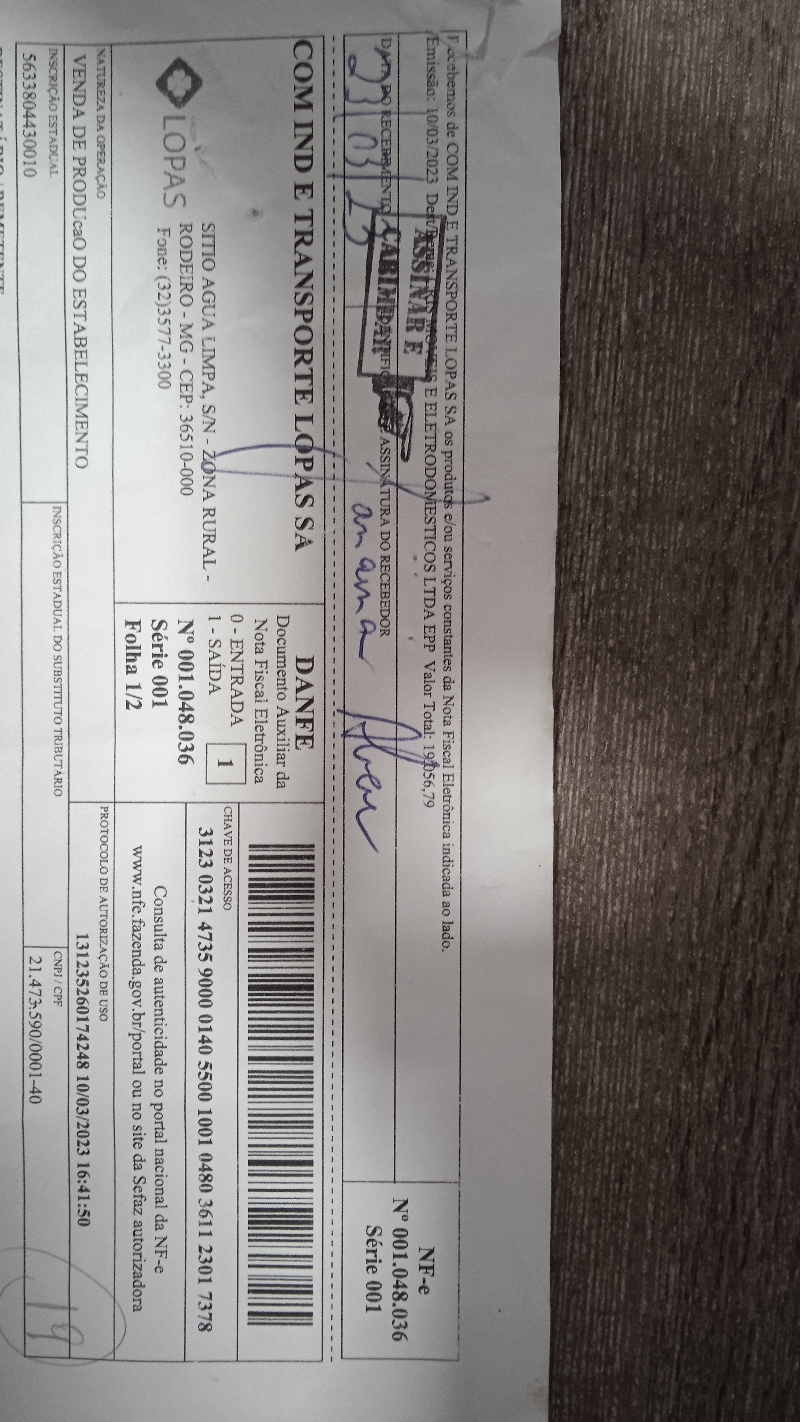 Recebemos de COM IND E TRANSPORTE LOPAS SA os produtos e/ou serviços constantes da Nota Fiscal Eletrônica indicada ao lado.
Emissão: 10/03/2023 MOVEIS E ELETRODOMESTICOS LTDA EPP Valor Total: 19.056,79
ASSINAR E
CARIMBAR
DATA DO RECEBIMENTO
ASSINATURA DO RECEBEDOR
23/03/23
NF-e
Nº 001.048.036
Série 001
COM IND E TRANSPORTE LOPAS SA
LOPAS
SITIO AGUA LIMPA, S/N - ZONA RURAL -
RODEIRO - MG - CEP: 36510-000
Fone: (32)3577-3300
DANFE
Documento Auxiliar da
Nota Fiscal Eletrônica
0 - ENTRADA
1 - SAÍDA
1
Nº 001.048.036
Série 001
Folha 1/2
CHAVE DE ACESSO
3123 0321 4735 9000 0140 5500 1001 0480 3611 2301 7378
Consulta de autenticidade no portal nacional da NF-e
www.nfe.fazenda.gov.br/portal ou no site da Sefaz autorizadora
NATUREZA DA OPERAÇÃO
VENDA DE PRODUcaO DO ESTABELECIMENTO
PROTOCOLO DE AUTORIZAÇÃO DE USO
131235260174248 10/03/2023 16:41:50
INSCRIÇÃO ESTADUAL
5633804430010
INSCRIÇÃO ESTADUAL DO SUBSTITUTO TRIBUTÁRIO
CNPJ / CPF
21.473.590/0001-40
19